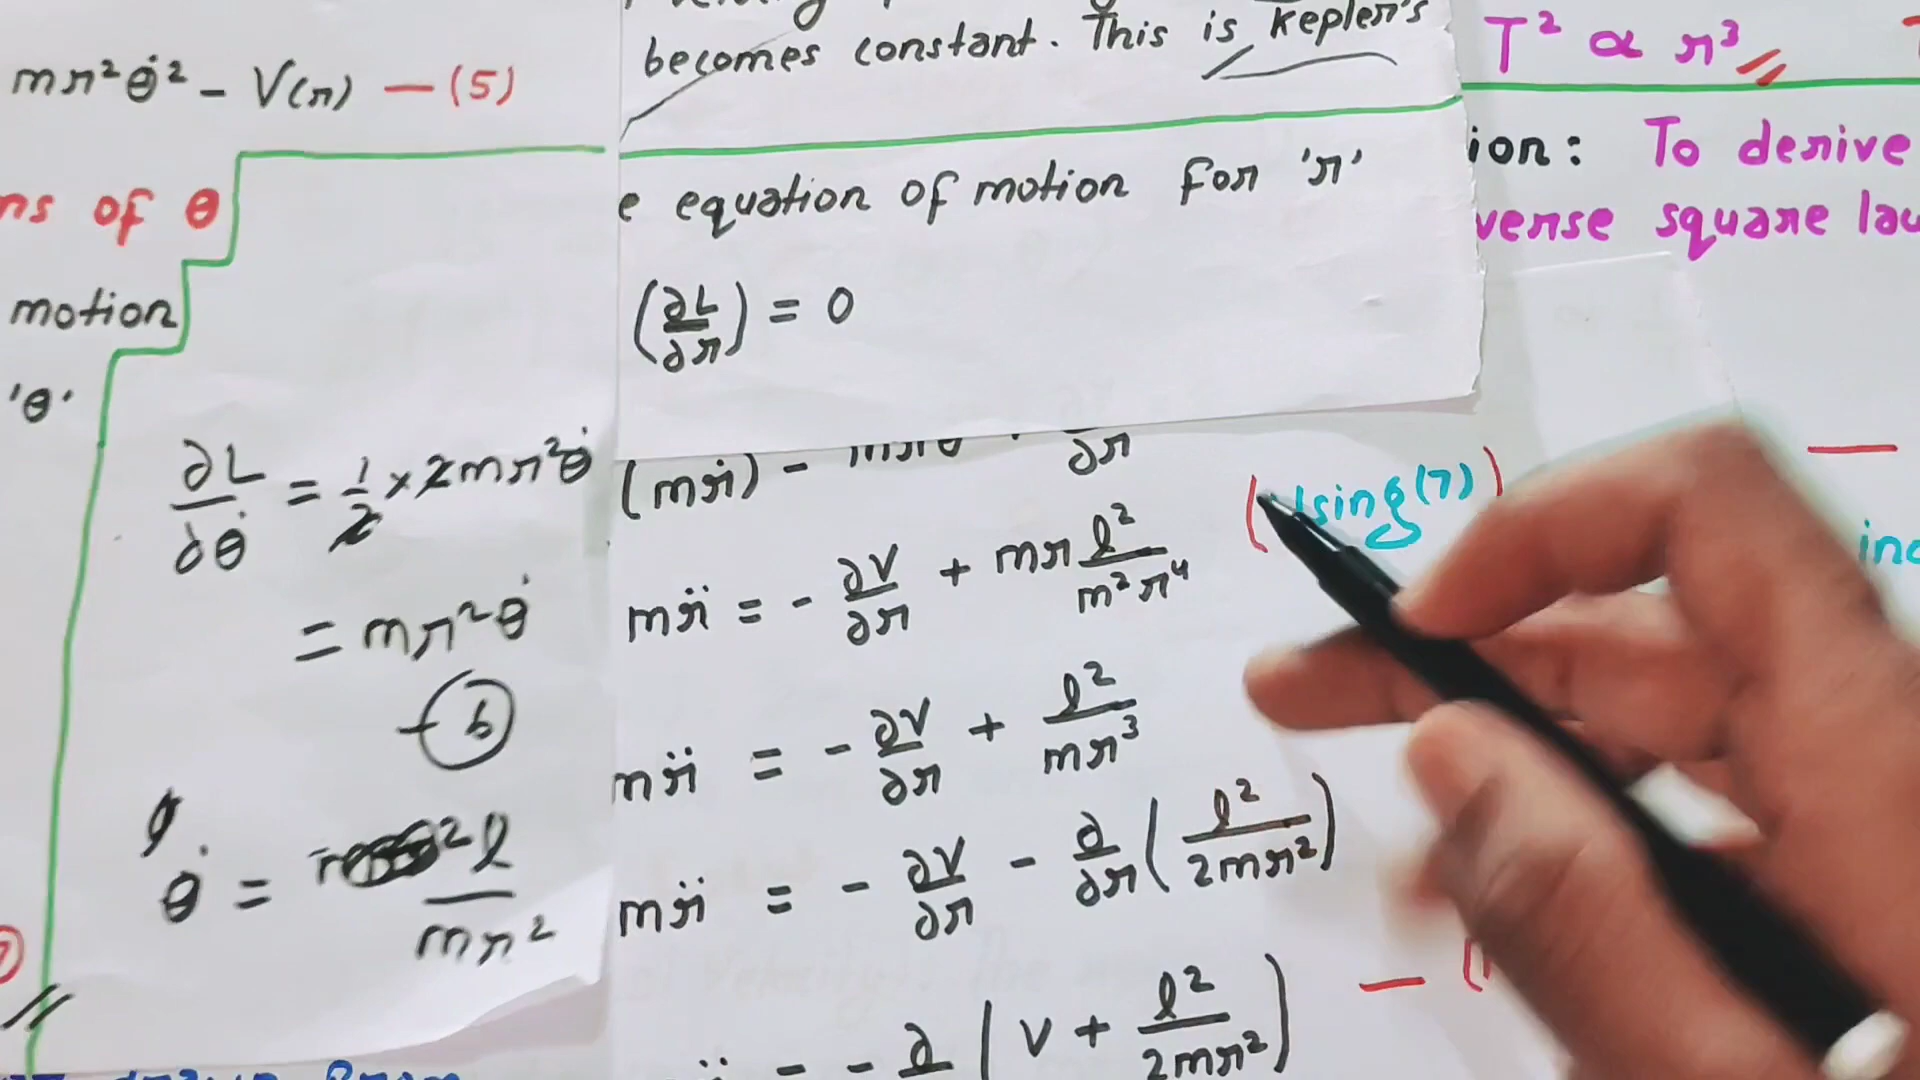 mr²θ̇² - V(r) — (5)
ns of θ
motion
'θ'
∂L/∂θ̇ = 1/2 × 2mr²θ̇
= mr²θ̇
- (6)
θ̇ = l/mr²
becomes constant. This is Kepler's
e equation of motion for 'r'
(∂L/∂r) = 0
(mṙ) -
∂r
mr̈ = - ∂V/∂r + mr l²/m²r⁴ (Using (7))
mr̈ = - ∂V/∂r + l²/mr³
mr̈ = - ∂V/∂r - ∂/∂r (l²/2mr²)
= - ∂ (V + l²/2mr²)
T² ∝ r³
ion: To derive
verse square law